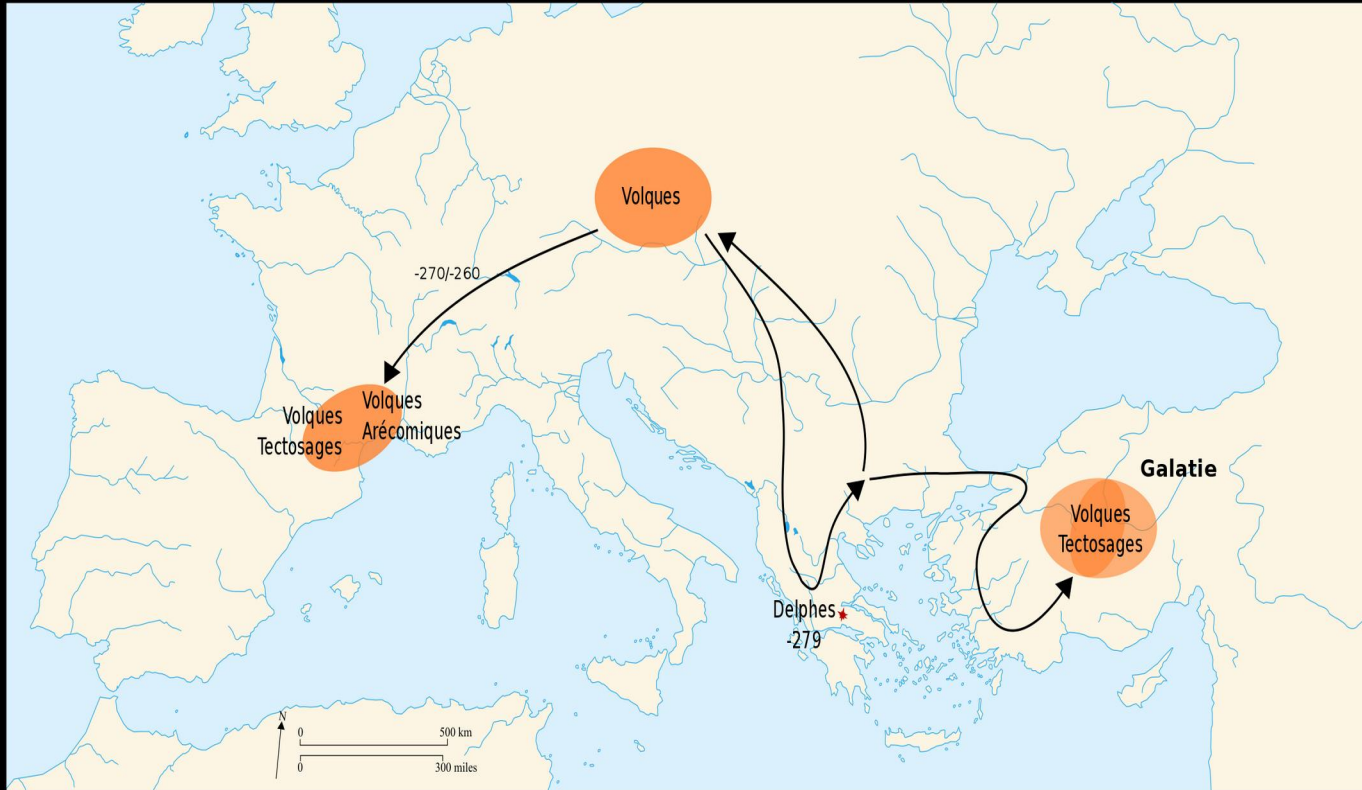 Volques
-270/-260
Volques
Tectosages
Volques
Arécomiques
Galatie
Volques
Tectosages
Delphes
-279
N
0
500 km
0
300 miles